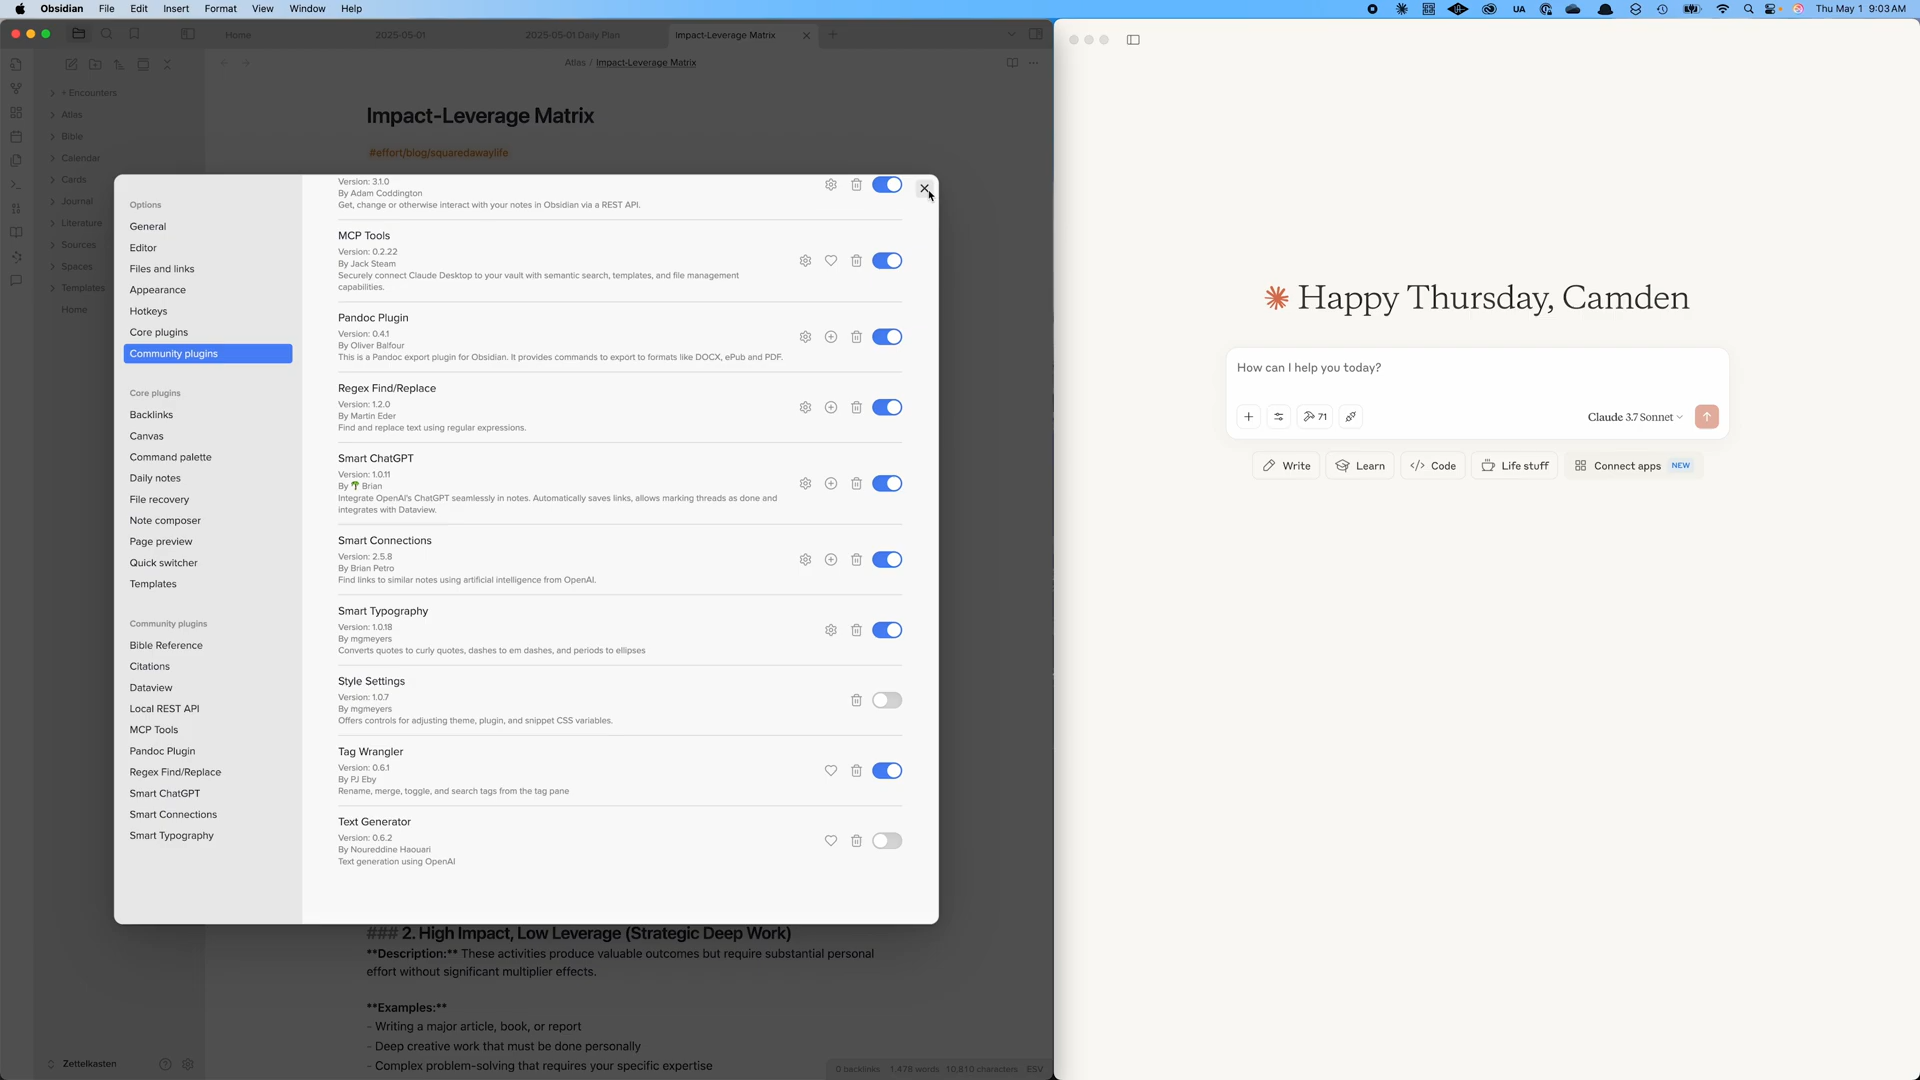 Obsidian File Edit Insert Format View Window Help
UA Thu May 1 9:03 AM
Home 2025-05-01 2025-05-01 Daily Plan Impact-Leverage Matrix
Atlas / Impact-Leverage Matrix
+ Encounters
Atlas
Bible
Calendar
Cards
Journal
Literature
Sources
Spaces
Templates
Home
Zettelkasten
Impact-Leverage Matrix
#effort/blog/squaredawaylife
Options
General
Editor
Files and links
Appearance
Hotkeys
Core plugins
Community plugins
Core plugins
Backlinks
Canvas
Command palette
Daily notes
File recovery
Note composer
Page preview
Quick switcher
Templates
Community plugins
Bible Reference
Citations
Dataview
Local REST API
MCP Tools
Pandoc Plugin
Regex Find/Replace
Smart ChatGPT
Smart Connections
Smart Typography
Version: 3.1.0
By Adam Coddington
Get, change or otherwise interact with your notes in Obsidian via a REST API.
MCP Tools
Version: 0.2.22
By Jack Steam
Securely connect Claude Desktop to your vault with semantic search, templates, and file management
capabilities.
Pandoc Plugin
Version: 0.4.1
By Oliver Balfour
This is a Pandoc export plugin for Obsidian. It provides commands to export to formats like DOCX, ePub and PDF.
Regex Find/Replace
Version: 1.2.0
By Martin Eder
Find and replace text using regular expressions.
Smart ChatGPT
Version: 1.0.11
By 🌴 Brian
Integrate OpenAI's ChatGPT seamlessly in notes. Automatically saves links, allows marking threads as done and
integrates with Dataview.
Smart Connections
Version: 2.5.8
By Brian Petro
Find links to similar notes using artificial intelligence from OpenAI.
Smart Typography
Version: 1.0.18
By mgmeyers
Converts quotes to curly quotes, dashes to em dashes, and periods to ellipses
Style Settings
Version: 1.0.7
By mgmeyers
Offers controls for adjusting theme, plugin, and snippet CSS variables.
Tag Wrangler
Version: 0.6.1
By PJ Eby
Rename, merge, toggle, and search tags from the tag pane
Text Generator
Version: 0.6.2
By Noureddine Haouari
Text generation using OpenAI
### 2. High Impact, Low Leverage (Strategic Deep Work)
**Description:** These activities produce valuable outcomes but require substantial personal
effort without significant multiplier effects.
**Examples:**
- Writing a major article, book, or report
- Deep creative work that must be done personally
- Complex problem-solving that requires your specific expertise
0 backlinks 1,478 words 10,810 characters ESV
Happy Thursday, Camden
How can I help you today?
71 Claude 3.7 Sonnet
Write Learn Code Life stuff Connect apps NEW